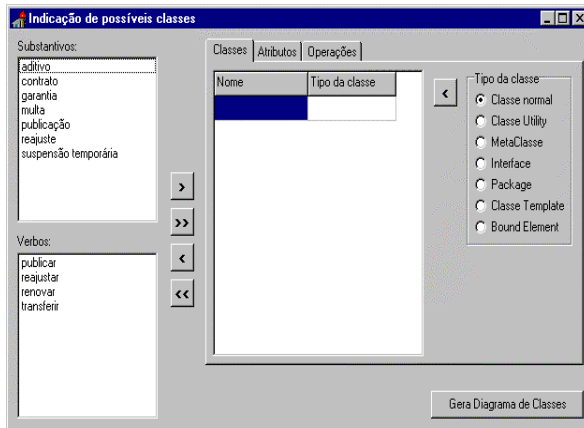 Indicação de possíveis classes
Substantivos:
aditivo
contrato
garantia
multa
publicação
reajuste
suspensão temporária
Verbos:
publicar
reajustar
renovar
transferir
>
>>
<
<<
Classes Atributos Operações
Nome Tipo da classe
<
Tipo da classe
Classe normal
Classe Utility
MetaClasse
Interface
Package
Classe Template
Bound Element
Gera Diagrama de Classes